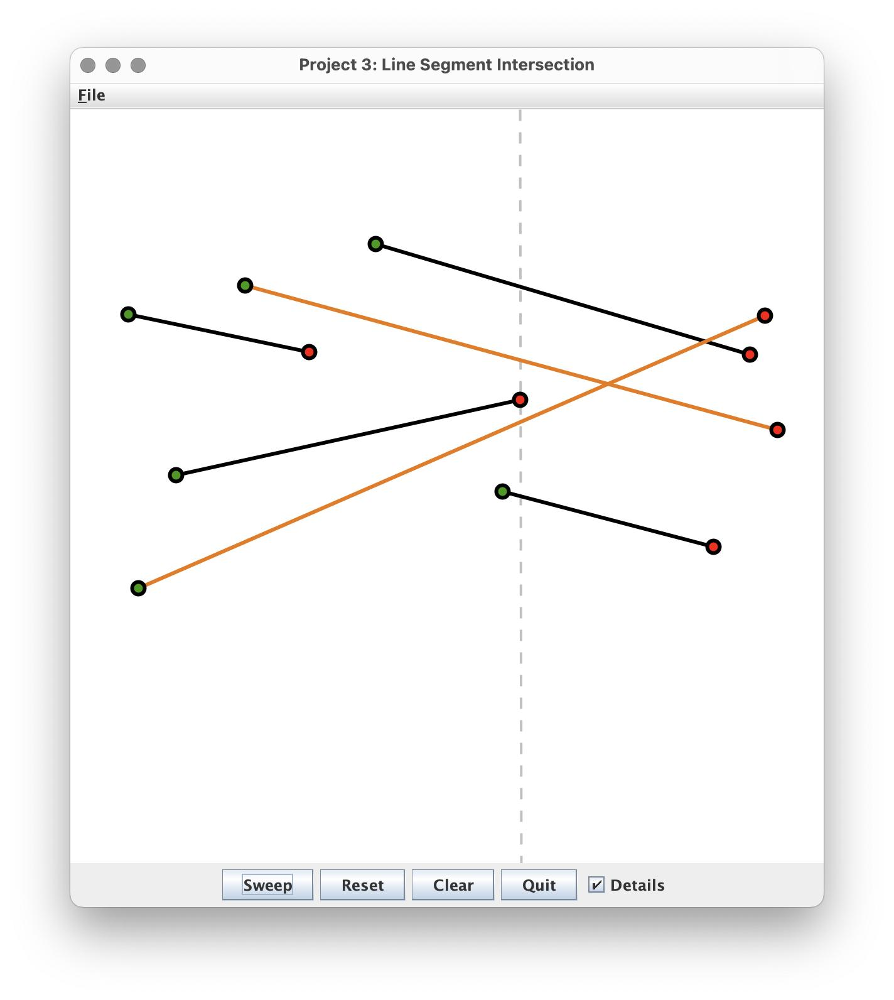 Project 3: Line Segment Intersection
File
Sweep Reset Clear Quit Details